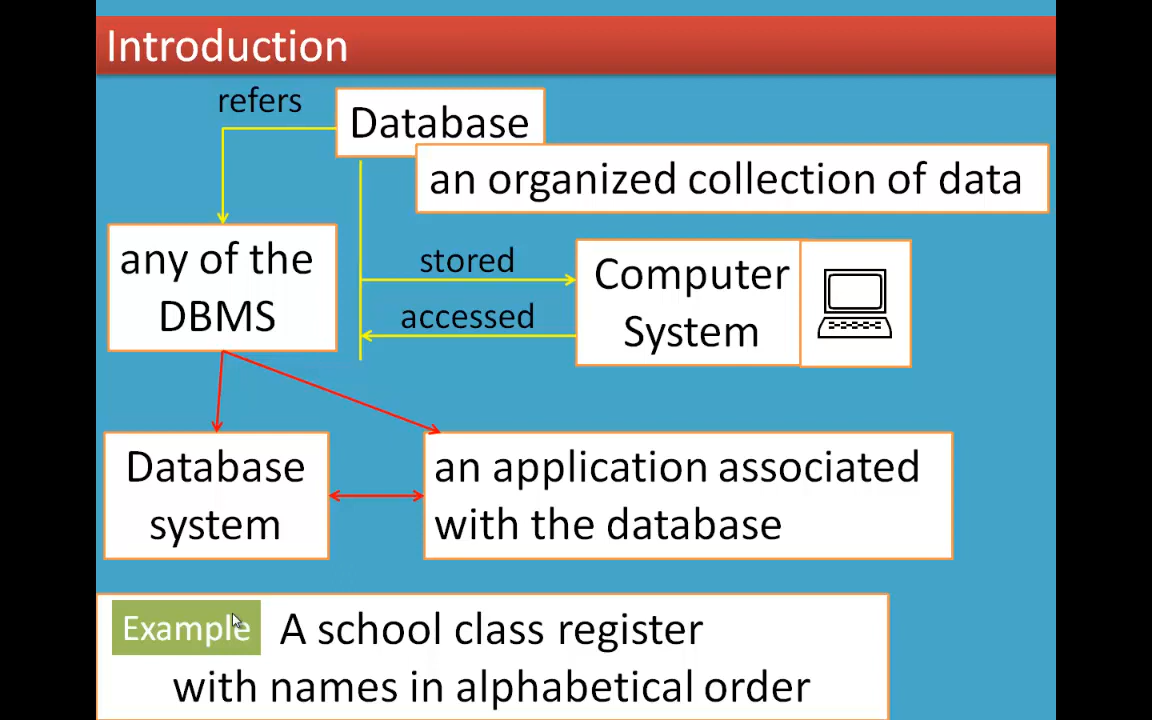 Introduction
refers
Database
an organized collection of data
any of the
DBMS
stored
accessed
Computer
System
Database
system
an application associated
with the database
Example A school class register
with names in alphabetical order